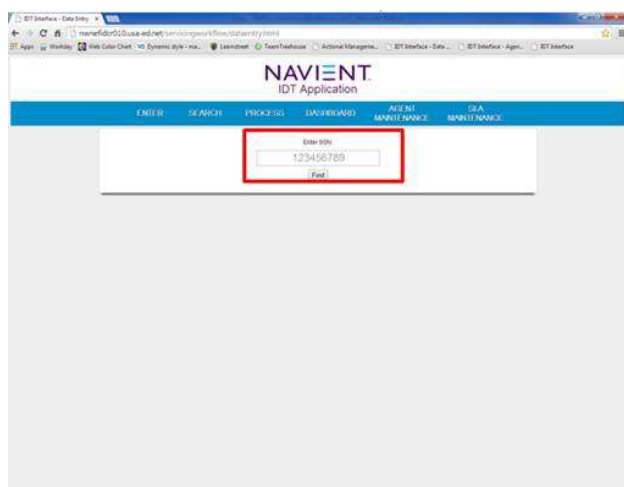 IDT Interface - Data Entry
nwnefidor010.usa-ed.net/servicingworkflow/dataentry.html
Apps Workday Web Color Chart Dynamic style - ma... Learnstreet TeamTreehouse Actional Manageme... IDT Interface - Data ... IDT Interface - Agen... IDT Interface
NAVIENT
IDT Application
ENTER SEARCH PROCESS DASHBOARD AGENT MAINTENANCE SLA MAINTENANCE
Enter SSN
123456789
Find